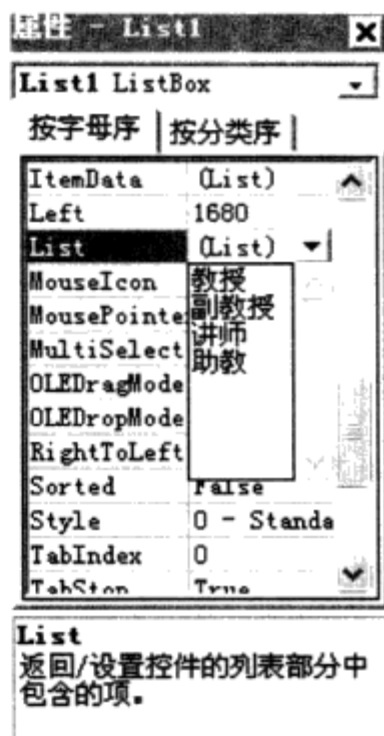 属性 - List1
List1 ListBox
按字母序 按分类序
ItemData (List)
Left 1680
List (List)
MouseIcon
教授
MousePointe
副教授
讲师
MultiSelect
助教
OLEDragMode
OLEDropMode
RightToLeft
Sorted False
Style 0 - Standa
TabIndex 0
TabStop True
List
返回/设置控件的列表部分中
包含的项。